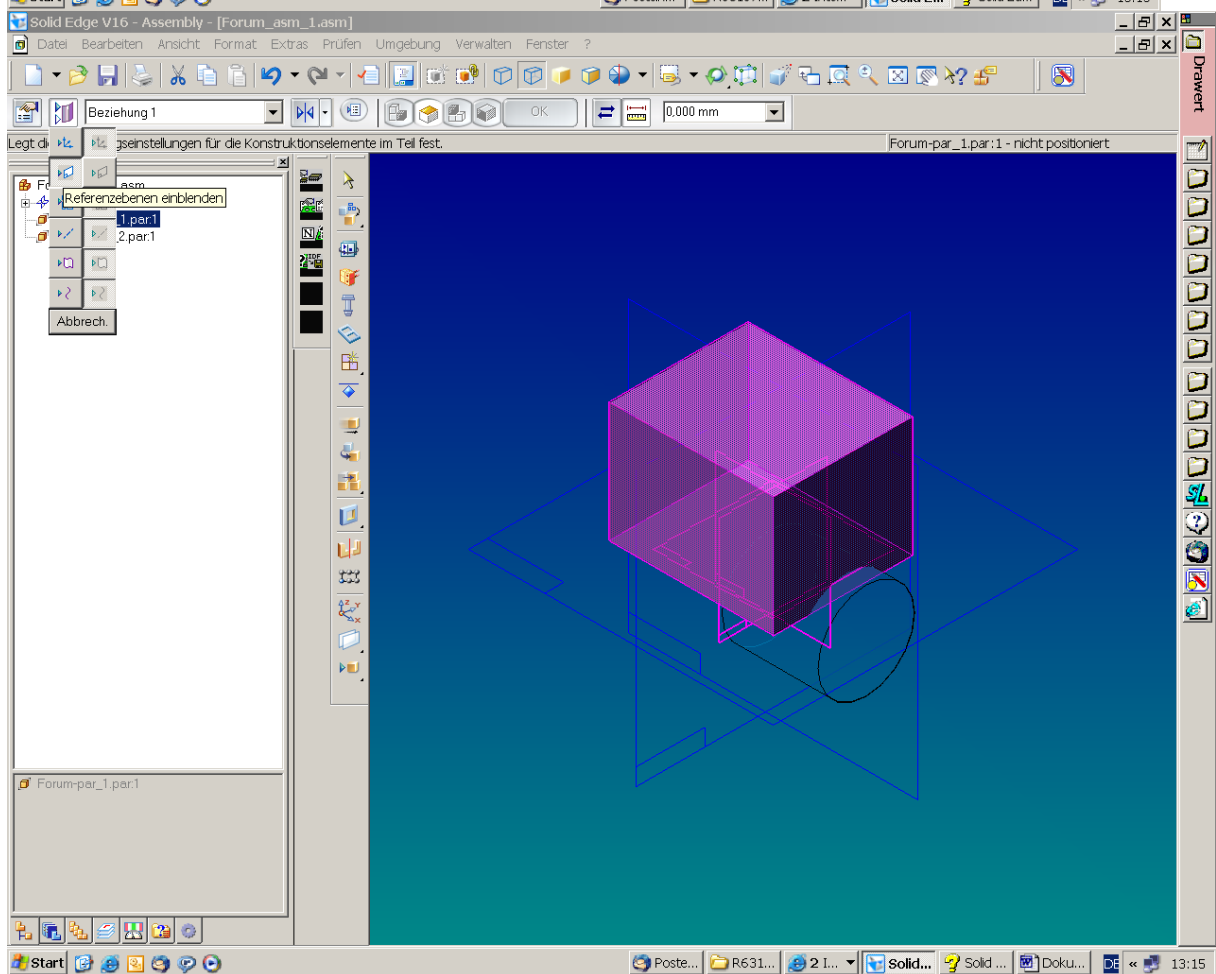 Solid Edge V16 - Assembly - [Forum_asm_1.asm]
Datei Bearbeiten Ansicht Format Extras Prüfen Umgebung Verwalten Fenster ?
Beziehung 1
OK
0,000 mm
Legt di gseinstellungen für die Konstruktionselemente im Teil fest.
Forum-par_1.par:1 - nicht positioniert
Drawert
asm
Referenzebenen einblenden
_1.par:1
_2.par:1
Abbrech.
Forum-par_1.par:1
Start
Poste...
R631...
2 I...
Solid...
Solid ...
Doku...
DE
«
13:15